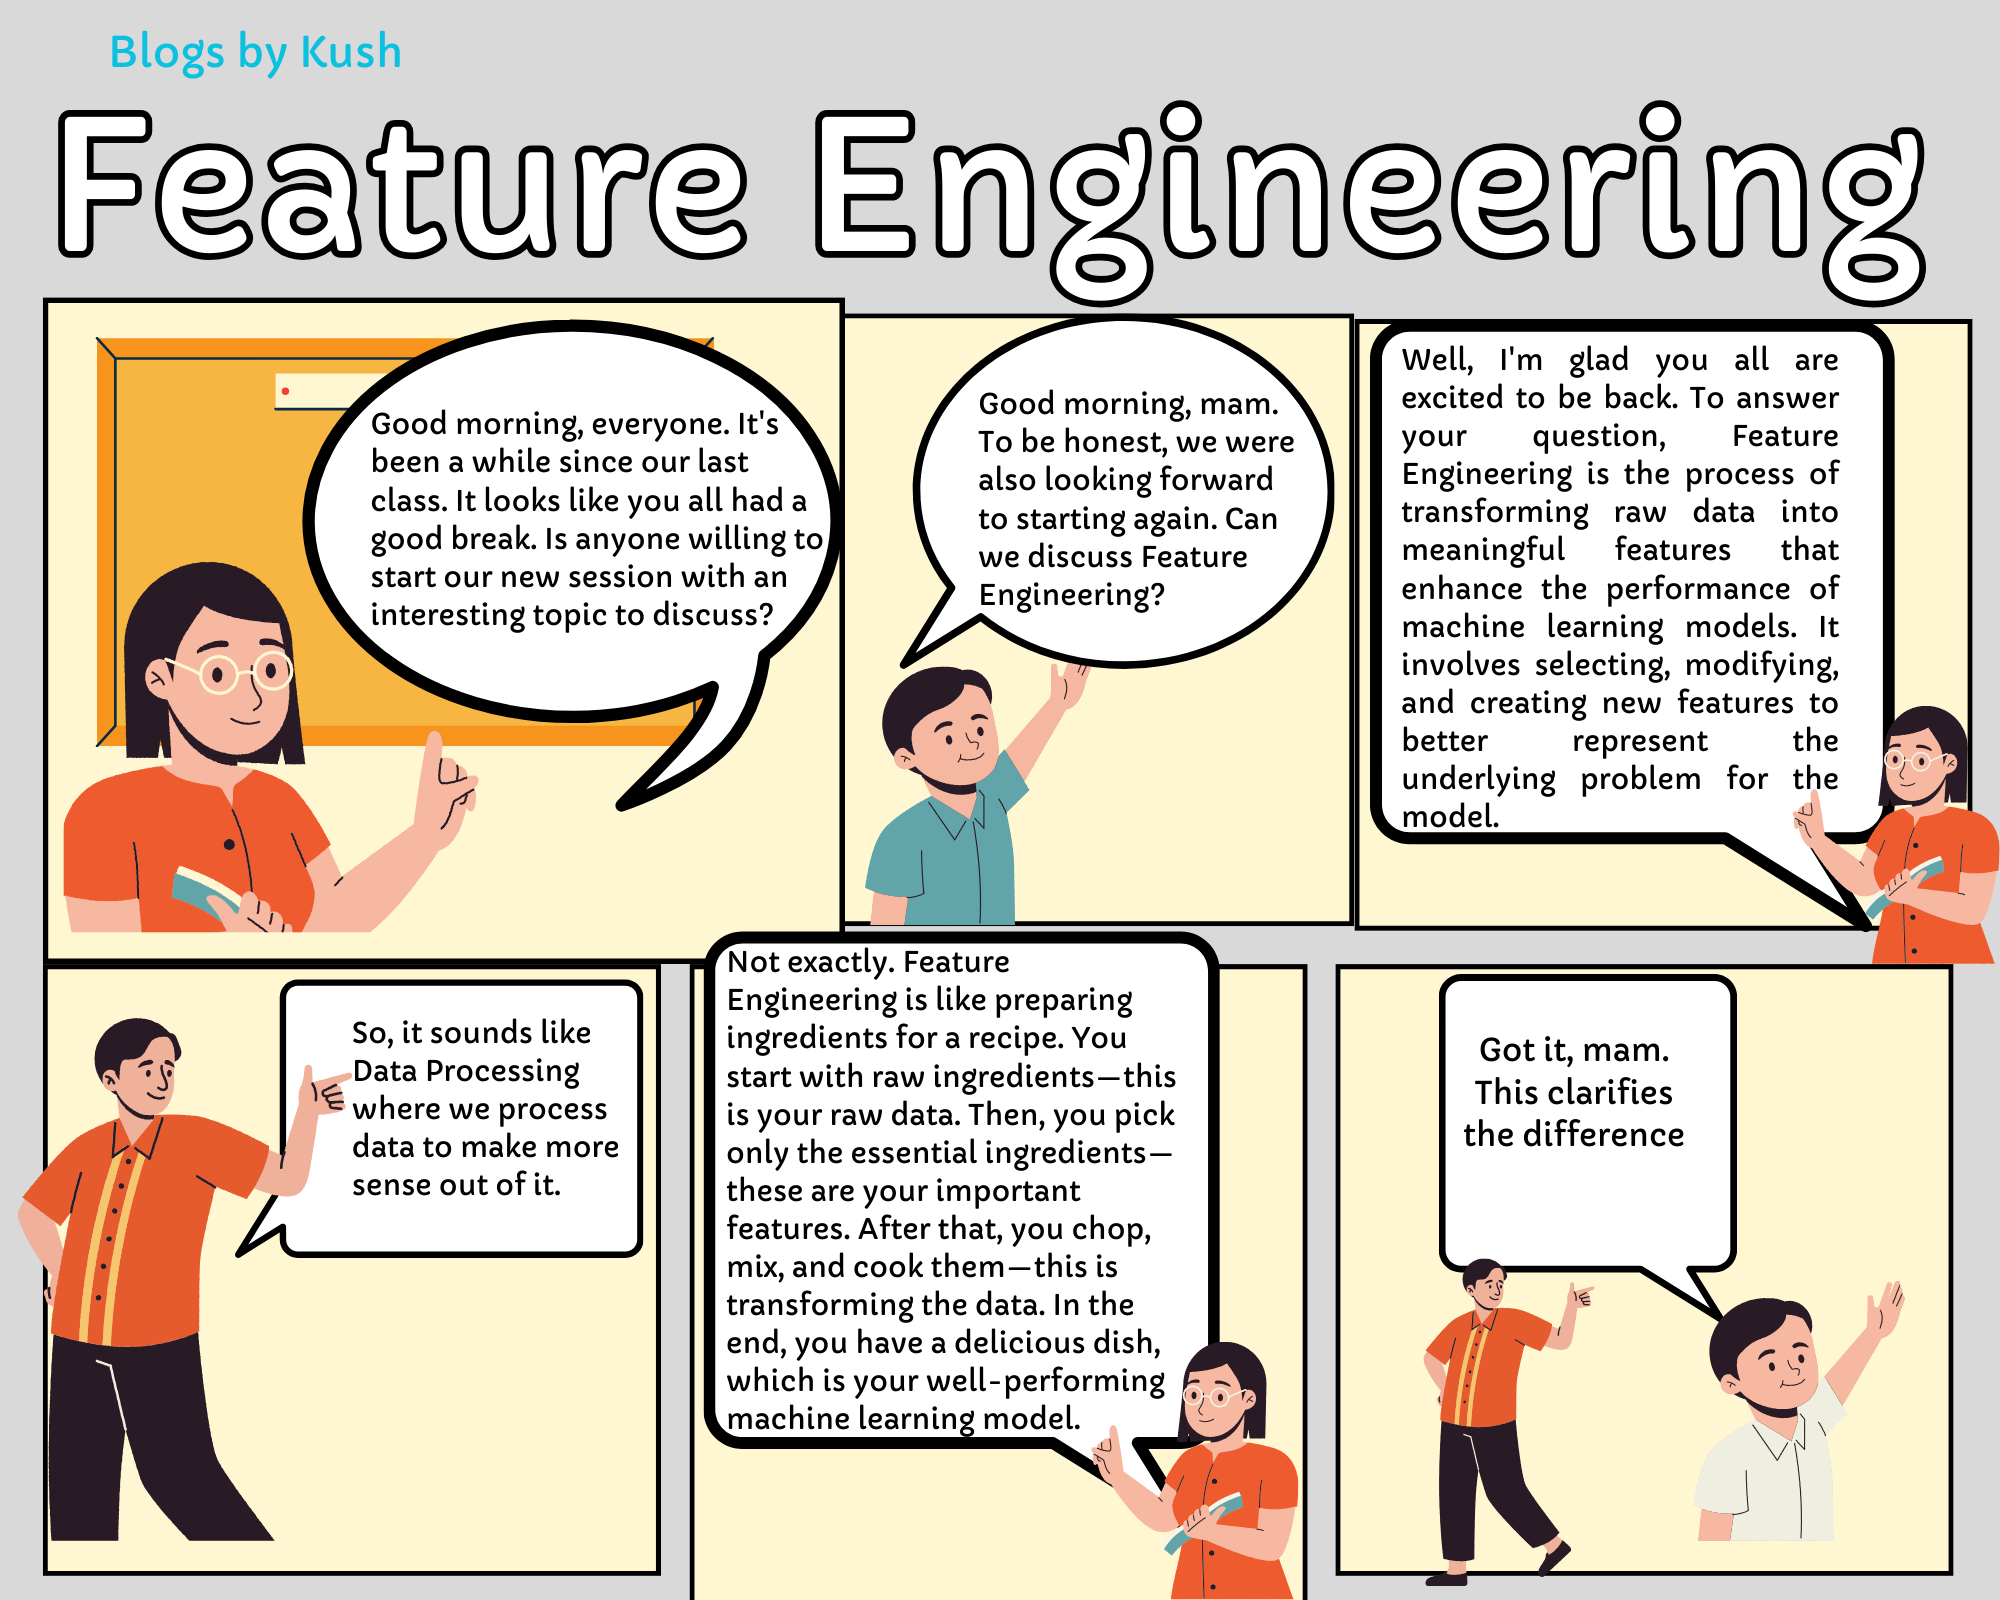 Blogs by Kush
Feature Engineering
Good morning, everyone. It's
been a while since our last
class. It looks like you all had a
good break. Is anyone willing to
start our new session with an
interesting topic to discuss?
Good morning, mam.
To be honest, we were
also looking forward
to starting again. Can
we discuss Feature
Engineering?
Well, I'm glad you all are
excited to be back. To answer
your question, Feature
Engineering is the process of
transforming raw data into
meaningful features that
enhance the performance of
machine learning models. It
involves selecting, modifying,
and creating new features to
better represent the
underlying problem for the
model.
So, it sounds like
Data Processing
where we process
data to make more
sense out of it.
Not exactly. Feature
Engineering is like preparing
ingredients for a recipe. You
start with raw ingredients—this
is your raw data. Then, you pick
only the essential ingredients—
these are your important
features. After that, you chop,
mix, and cook them—this is
transforming the data. In the
end, you have a delicious dish,
which is your well-performing
machine learning model.
Got it, mam.
This clarifies
the difference